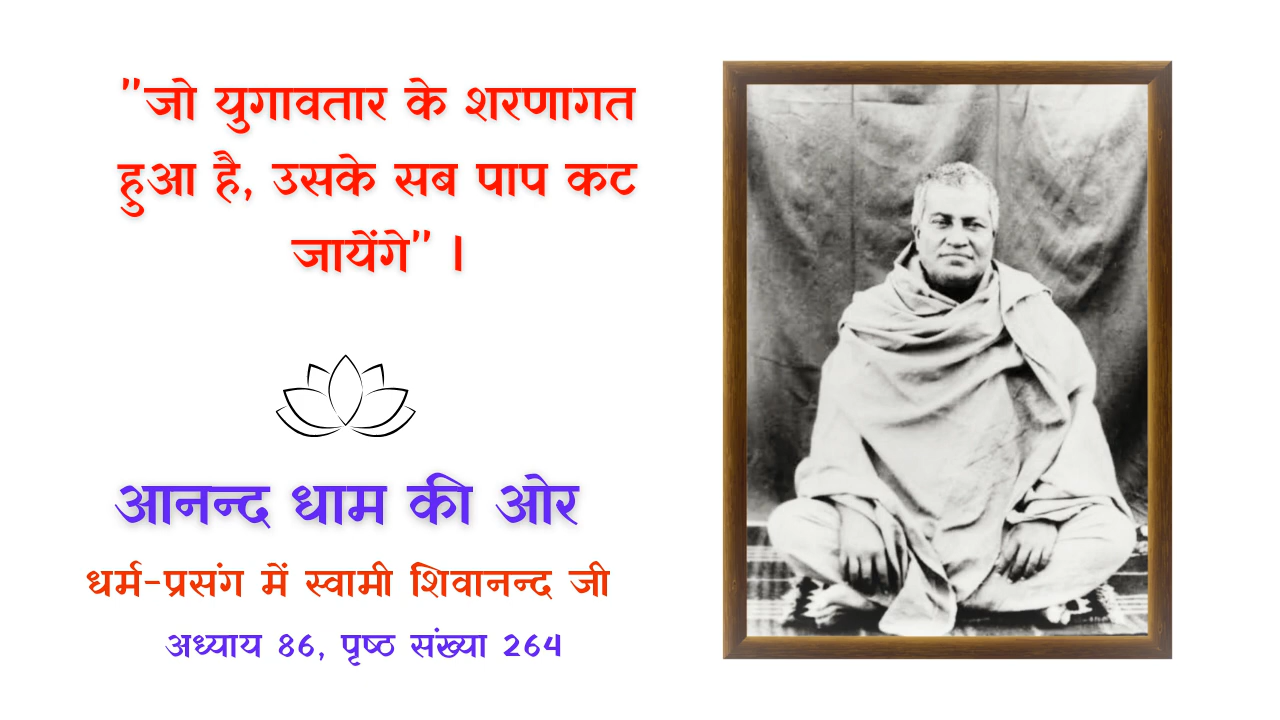 "जो युगावतार के शरणागत
हुआ है, उसके सब पाप कट
जायेंगे" ।
आनन्द धाम की ओर
धर्म-प्रसंग में स्वामी शिवानन्द जी
अध्याय 86, पृष्ठ संख्या 264